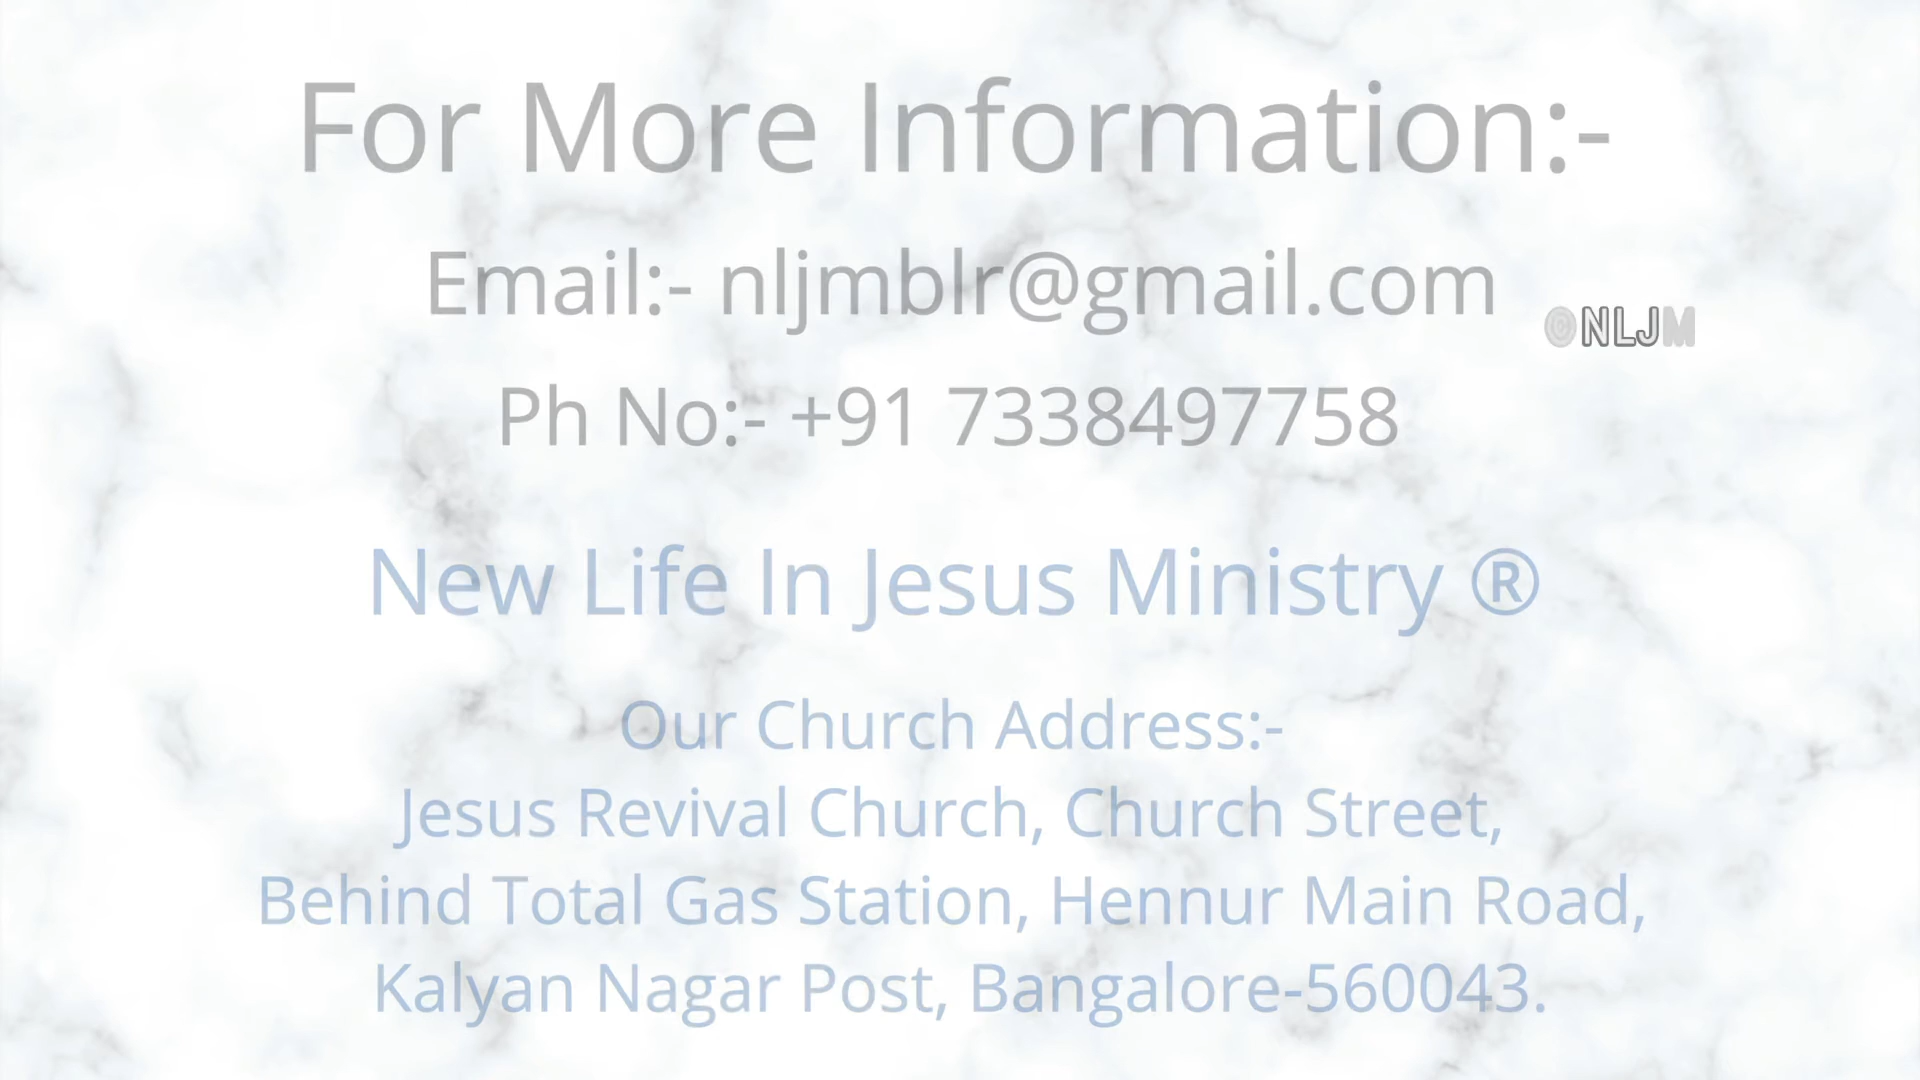 For More Information:-
Email:- nljmblr@gmail.com
©NLJM
Ph No:- +91 7338497758
New Life In Jesus Ministry ®
Our Church Address:-
Jesus Revival Church, Church Street,
Behind Total Gas Station, Hennur Main Road,
Kalyan Nagar Post, Bangalore-560043.